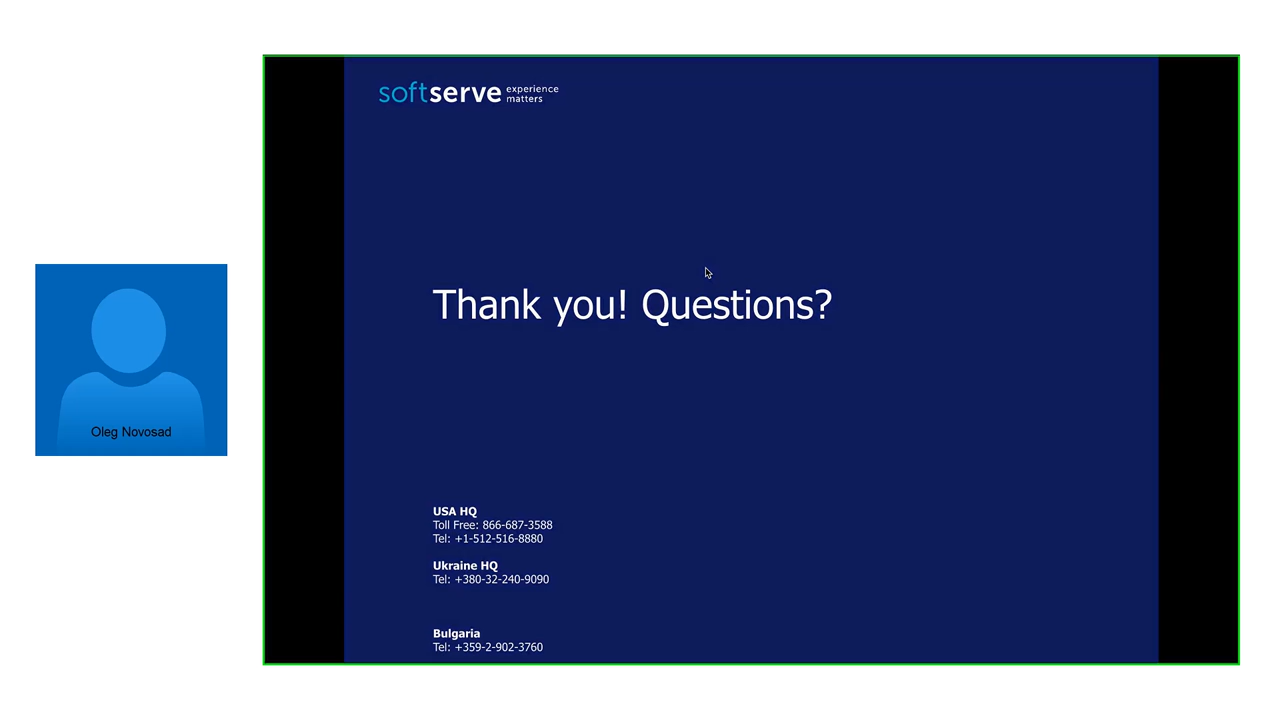 softserve experience
matters
Thank you! Questions?
Oleg Novosad
USA HQ
Toll Free: 866-687-3588
Tel: +1-512-516-8880
Ukraine HQ
Tel: +380-32-240-9090
Bulgaria
Tel: +359-2-902-3760